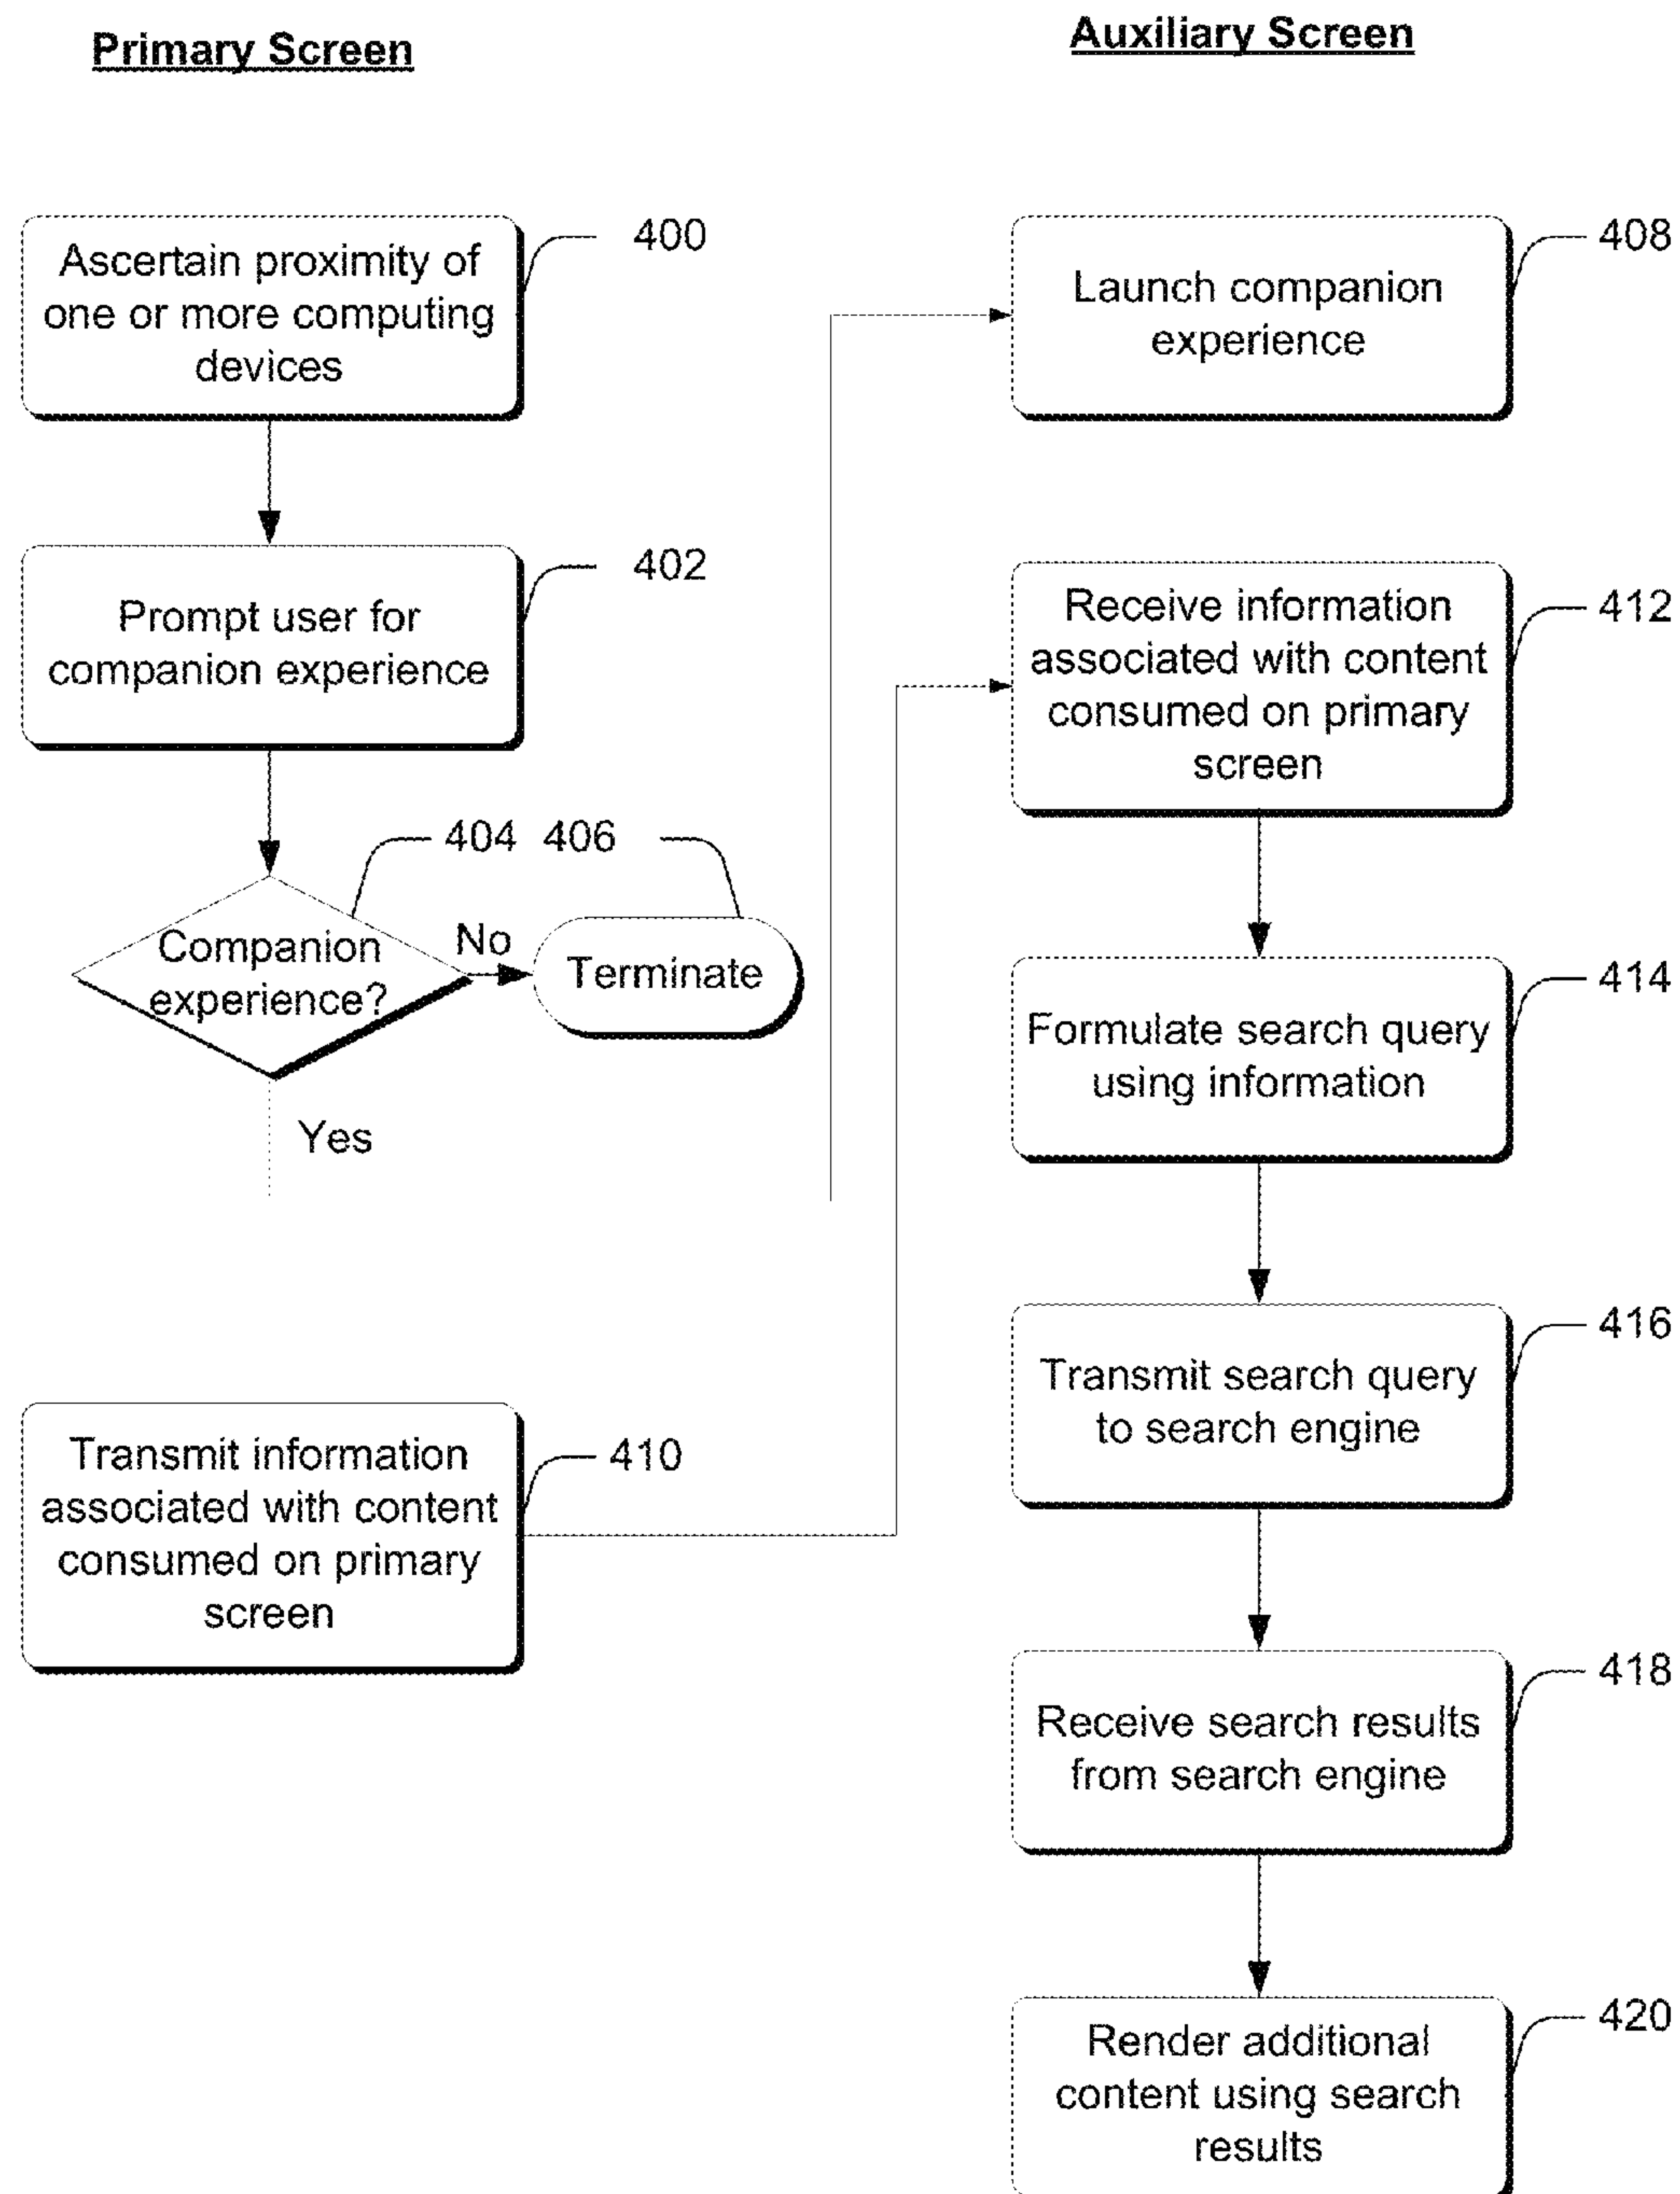 Primary Screen
Ascertain proximity of
one or more computing
devices
400
Prompt user for
companion experience
402
404 406
Companion
experience?
No
Terminate
Yes
Transmit information
associated with content
consumed on primary
screen
410
Auxiliary Screen
Launch companion
experience
408
Receive information
associated with content
consumed on primary
screen
412
Formulate search query
using information
414
Transmit search query
to search engine
416
Receive search results
from search engine
418
Render additional
content using search
results
420